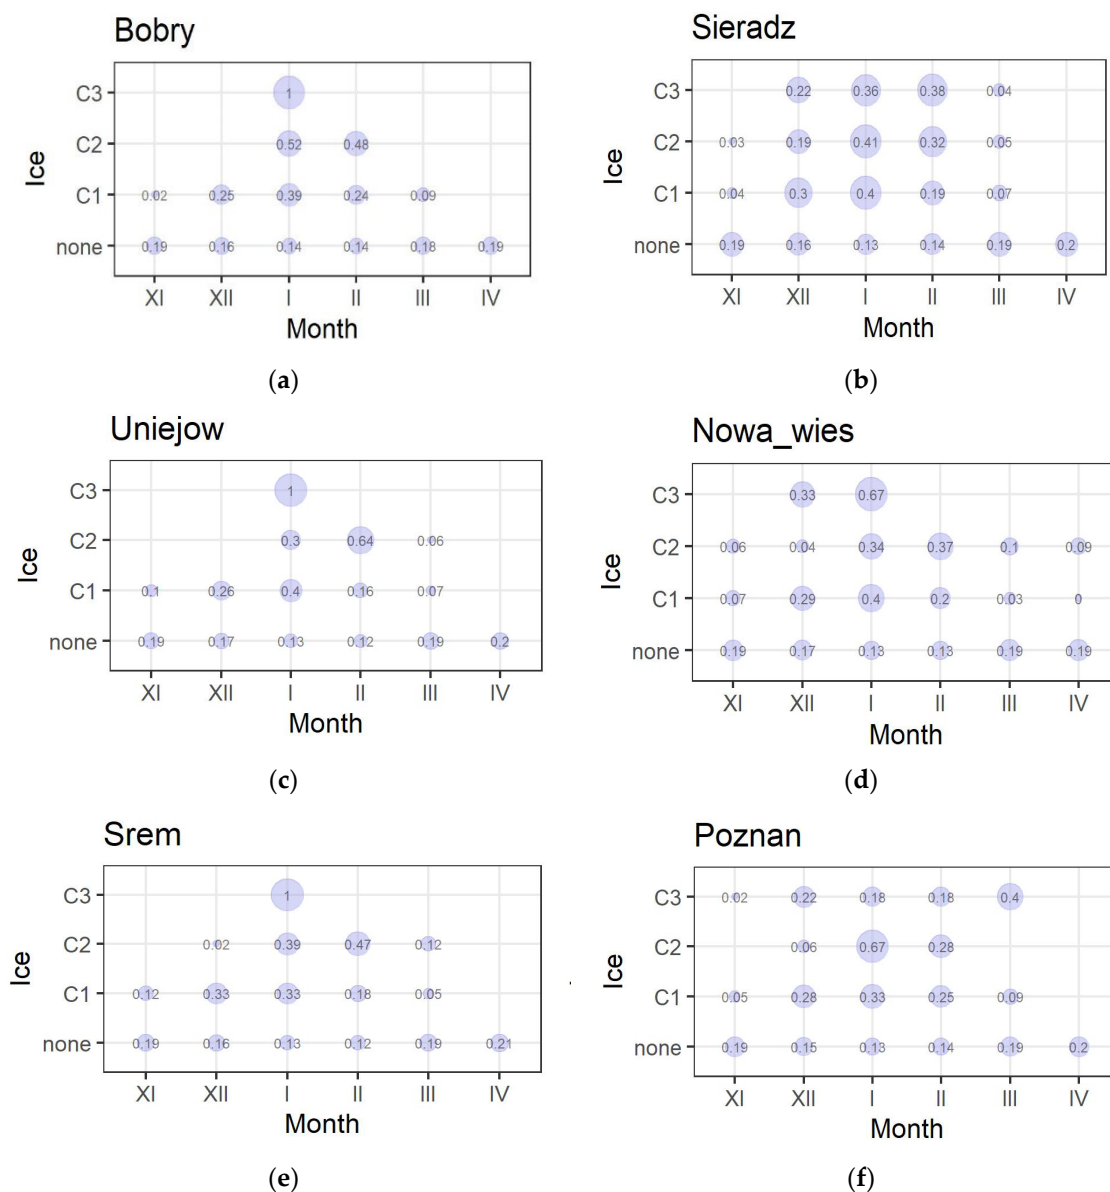 Bobry
C3 1
C2 0.52 0.48
C1 0.02 0.25 0.39 0.24 0.09
none 0.19 0.16 0.14 0.14 0.18 0.19
XI XII I II III IV
Ice
Month
(a)
Sieradz
C3 0.22 0.36 0.38 0.04
C2 0.03 0.19 0.41 0.32 0.05
C1 0.04 0.3 0.4 0.19 0.07
none 0.19 0.16 0.13 0.14 0.19 0.2
XI XII I II III IV
Ice
Month
(b)
Uniejow
C3 1
C2 0.3 0.64 0.06
C1 0.1 0.26 0.4 0.16 0.07
none 0.19 0.17 0.13 0.12 0.19 0.2
XI XII I II III IV
Ice
Month
(c)
Nowa_wies
C3 0.33 0.67
C2 0.06 0.04 0.34 0.37 0.1 0.09
C1 0.07 0.29 0.4 0.2 0.03 0
none 0.19 0.17 0.13 0.13 0.19 0.19
XI XII I II III IV
Ice
Month
(d)
Srem
C3 1
C2 0.02 0.39 0.47 0.12
C1 0.12 0.33 0.33 0.18 0.05
none 0.19 0.16 0.13 0.12 0.19 0.21
XI XII I II III IV
Ice
Month
(e)
Poznan
C3 0.02 0.22 0.18 0.18 0.4
C2 0.06 0.67 0.28
C1 0.05 0.28 0.33 0.25 0.09
none 0.19 0.15 0.13 0.14 0.19 0.2
XI XII I II III IV
Ice
Month
(f)